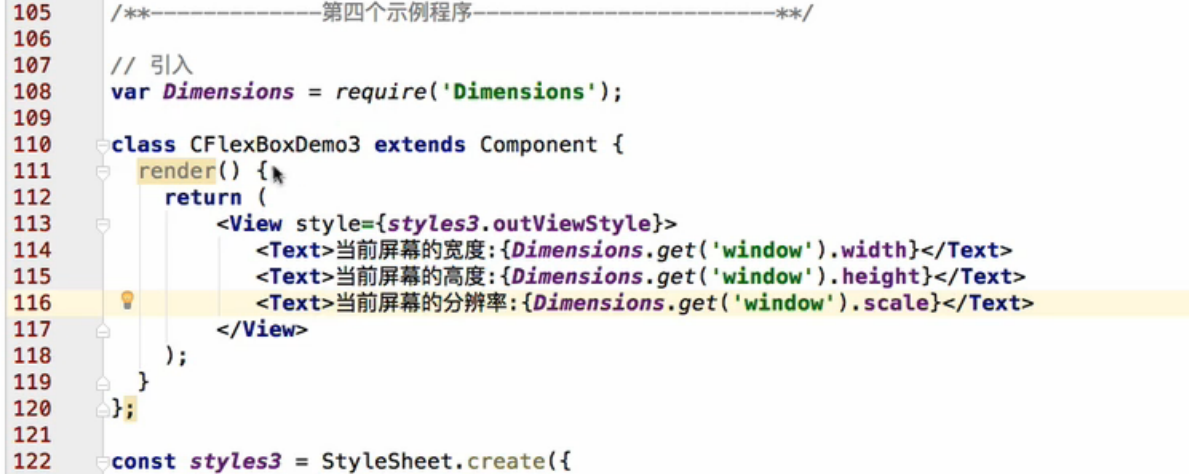 105 /**-------------第四个示例程序-----------------------**/
106
107 // 引入
108 var Dimensions = require('Dimensions');
109
110 class CFlexBoxDemo3 extends Component {
111 render() {
112 return (
113 <View style={styles3.outViewStyle}>
114 <Text>当前屏幕的宽度:{Dimensions.get('window').width}</Text>
115 <Text>当前屏幕的高度:{Dimensions.get('window').height}</Text>
116 <Text>当前屏幕的分辨率:{Dimensions.get('window').scale}</Text>
117 </View>
118 );
119 }
120 };
121
122 const styles3 = StyleSheet.create({